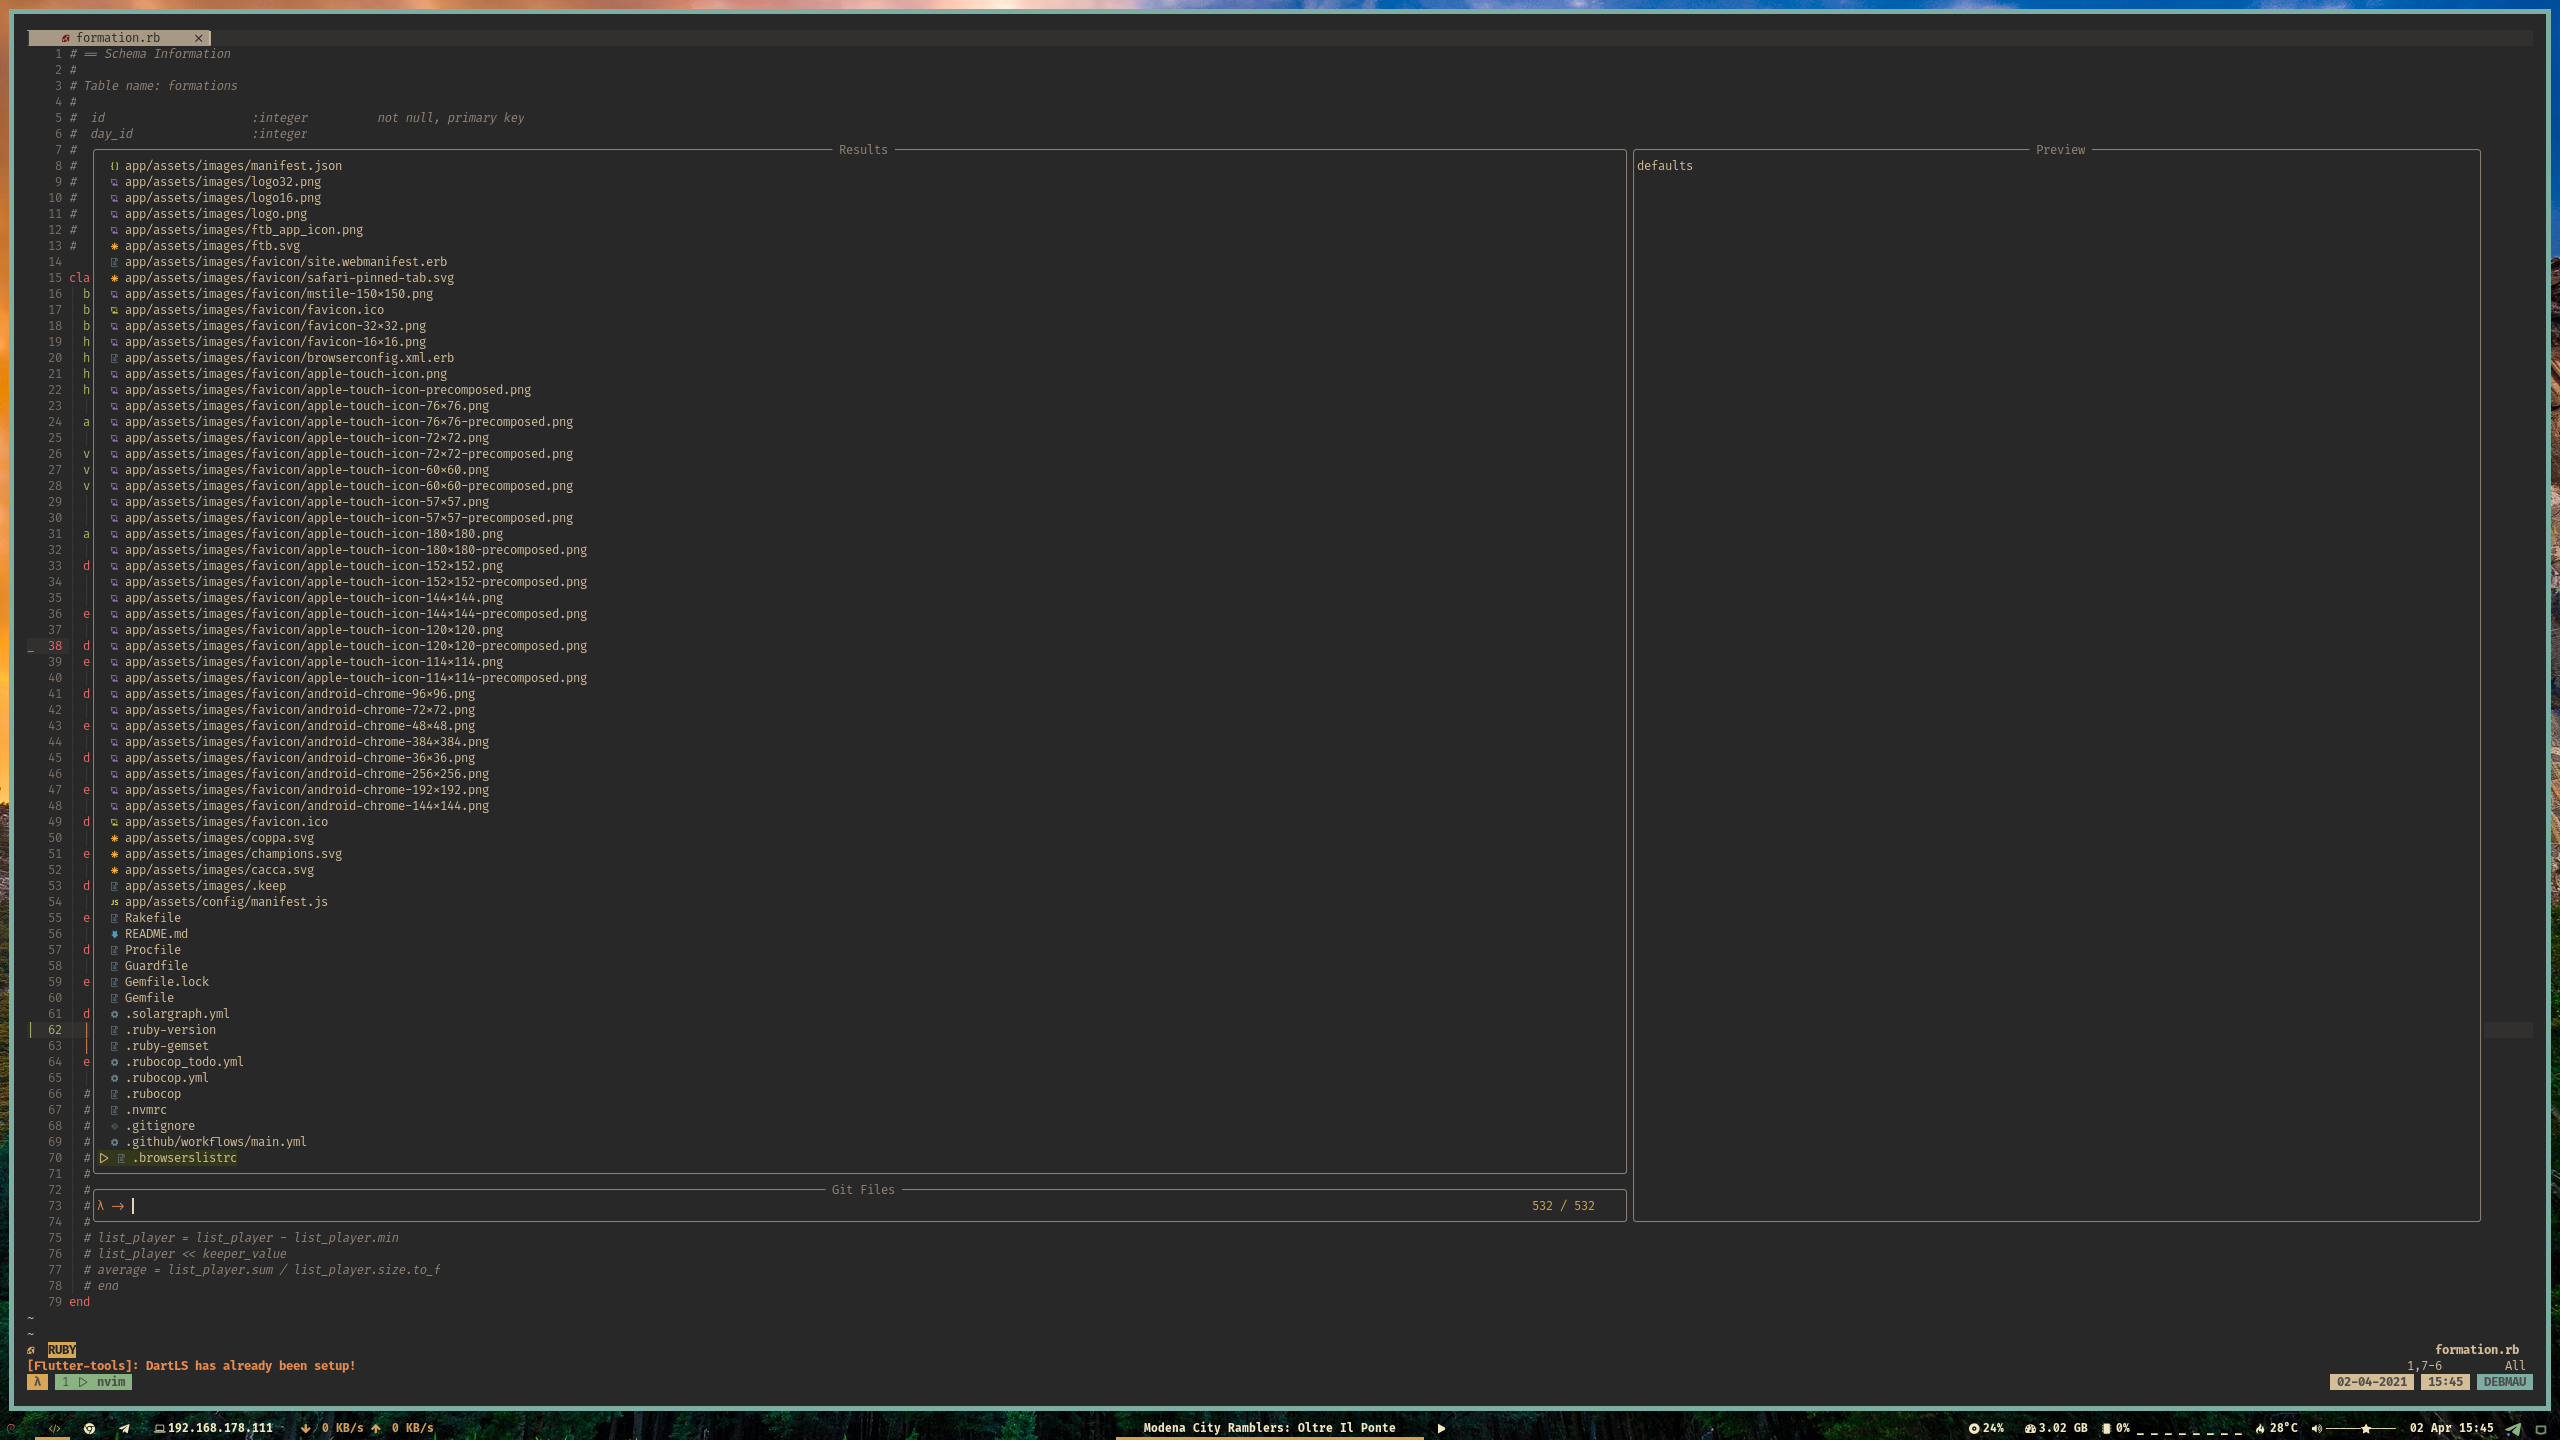 formation.rb ×
1 # == Schema Information
2 #
3 # Table name: formations
4 #
5 #  id                     :integer          not null, primary key
6 #  day_id                 :integer
7 #
Results
Preview
8 # {} app/assets/images/manifest.json
defaults
9 # app/assets/images/logo32.png
10 # app/assets/images/logo16.png
11 # app/assets/images/logo.png
12 # app/assets/images/ftb_app_icon.png
13 # app/assets/images/ftb.svg
14 app/assets/images/favicon/site.webmanifest.erb
15 cla app/assets/images/favicon/safari-pinned-tab.svg
16 b app/assets/images/favicon/mstile-150×150.png
17 b app/assets/images/favicon/favicon.ico
18 b app/assets/images/favicon/favicon-32×32.png
19 h app/assets/images/favicon/favicon-16×16.png
20 h app/assets/images/favicon/browserconfig.xml.erb
21 h app/assets/images/favicon/apple-touch-icon.png
22 h app/assets/images/favicon/apple-touch-icon-precomposed.png
23 app/assets/images/favicon/apple-touch-icon-76×76.png
24 a app/assets/images/favicon/apple-touch-icon-76×76-precomposed.png
25 app/assets/images/favicon/apple-touch-icon-72×72.png
26 v app/assets/images/favicon/apple-touch-icon-72×72-precomposed.png
27 v app/assets/images/favicon/apple-touch-icon-60×60.png
28 v app/assets/images/favicon/apple-touch-icon-60×60-precomposed.png
29 app/assets/images/favicon/apple-touch-icon-57×57.png
30 app/assets/images/favicon/apple-touch-icon-57×57-precomposed.png
31 a app/assets/images/favicon/apple-touch-icon-180×180.png
32 app/assets/images/favicon/apple-touch-icon-180×180-precomposed.png
33 d app/assets/images/favicon/apple-touch-icon-152×152.png
34 app/assets/images/favicon/apple-touch-icon-152×152-precomposed.png
35 app/assets/images/favicon/apple-touch-icon-144×144.png
36 e app/assets/images/favicon/apple-touch-icon-144×144-precomposed.png
37 app/assets/images/favicon/apple-touch-icon-120×120.png
_ 38 d app/assets/images/favicon/apple-touch-icon-120×120-precomposed.png
39 e app/assets/images/favicon/apple-touch-icon-114×114.png
40 app/assets/images/favicon/apple-touch-icon-114×114-precomposed.png
41 d app/assets/images/favicon/android-chrome-96×96.png
42 app/assets/images/favicon/android-chrome-72×72.png
43 e app/assets/images/favicon/android-chrome-48×48.png
44 app/assets/images/favicon/android-chrome-384×384.png
45 d app/assets/images/favicon/android-chrome-36×36.png
46 app/assets/images/favicon/android-chrome-256×256.png
47 e app/assets/images/favicon/android-chrome-192×192.png
48 app/assets/images/favicon/android-chrome-144×144.png
49 d app/assets/images/favicon.ico
50 app/assets/images/coppa.svg
51 e app/assets/images/champions.svg
52 app/assets/images/cacca.svg
53 d app/assets/images/.keep
54 JS app/assets/config/manifest.js
55 e Rakefile
56 README.md
57 d Procfile
58 Guardfile
59 e Gemfile.lock
60 Gemfile
61 d .solargraph.yml
62 .ruby-version
63 .ruby-gemset
64 e .rubocop_todo.yml
65 .rubocop.yml
66 # .rubocop
67 # .nvmrc
68 # .gitignore
69 # .github/workflows/main.yml
70 # ▷ .browserslistrc
71 #
72 # Git Files
73 # λ → 532 / 532
74 #
75 # list_player = list_player - list_player.min
76 # list_player << keeper_value
77 # average = list_player.sum / list_player.size.to_f
78 # end
79 end
~
~
RUBY formation.rb
[Flutter-tools]: DartLS has already been setup! 1,7-6 All
λ 1 ▷ nvim 02-04-2021 15:45 DEBMAU
</> 192.168.178.111 0 KB/s 0 KB/s Modena City Ramblers: Oltre Il Ponte 24% 3.02 GB 0% _ _ _ _ _ _ _ _ 28°C 02 Apr 15:45